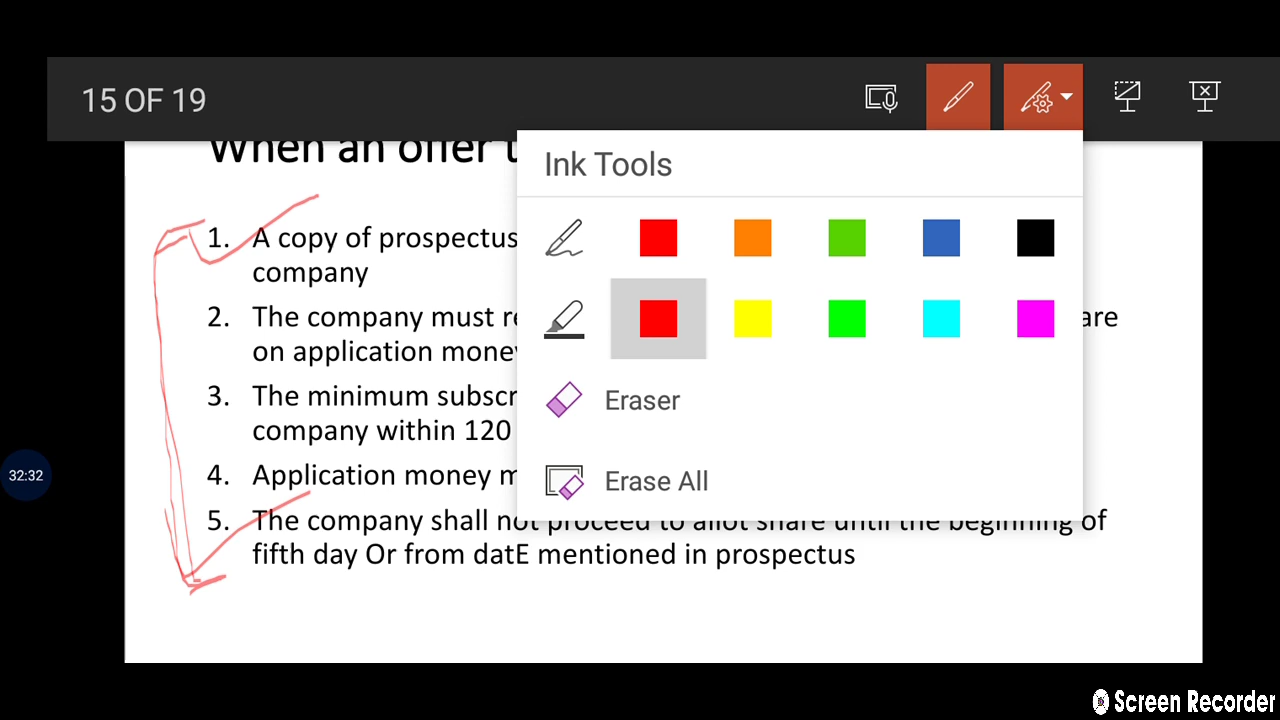 15 OF 19
When an offer
Ink Tools
1. A copy of prospectus
company
2. The company must are
on application money
3. The minimum subscr
company within 120
4. Application money
Eraser
Erase All
5. The company shall not proceed to allot share until the beginning of
fifth day Or from datE mentioned in prospectus
32:32
Screen Recorder